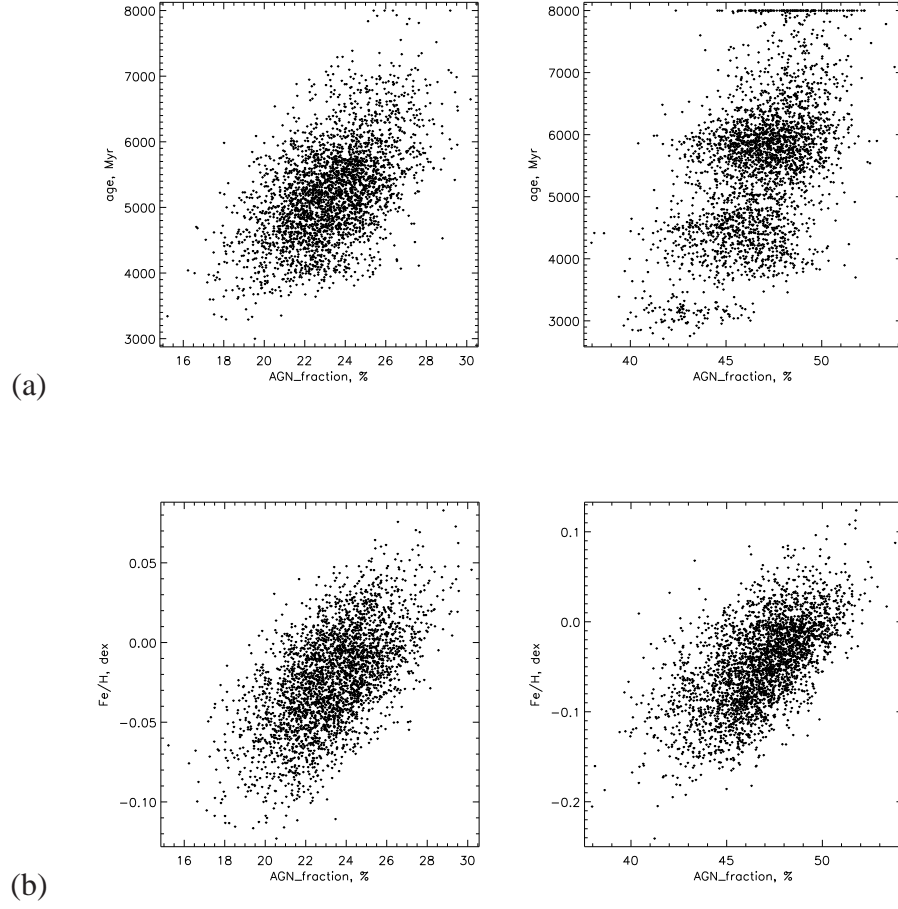 8000
7000
6000
5000
4000
3000
age, Myr
16 18 20 22 24 26 28 30
AGN_fraction, %
8000
7000
6000
5000
4000
3000
age, Myr
40 45 50
AGN_fraction, %
(a)
0.05
0.00
−0.05
−0.10
Fe/H, dex
16 18 20 22 24 26 28 30
AGN_fraction, %
0.1
0.0
−0.1
−0.2
Fe/H, dex
40 45 50
AGN_fraction, %
(b)